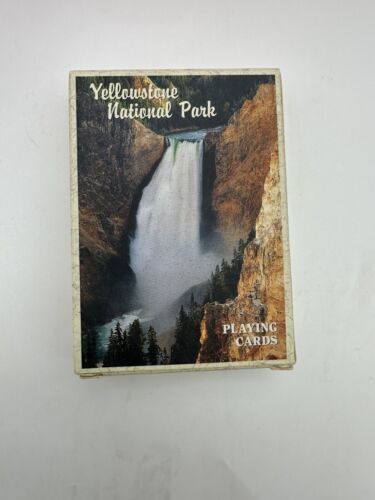 Yellowstone
National Park
PLAYING
CARDS